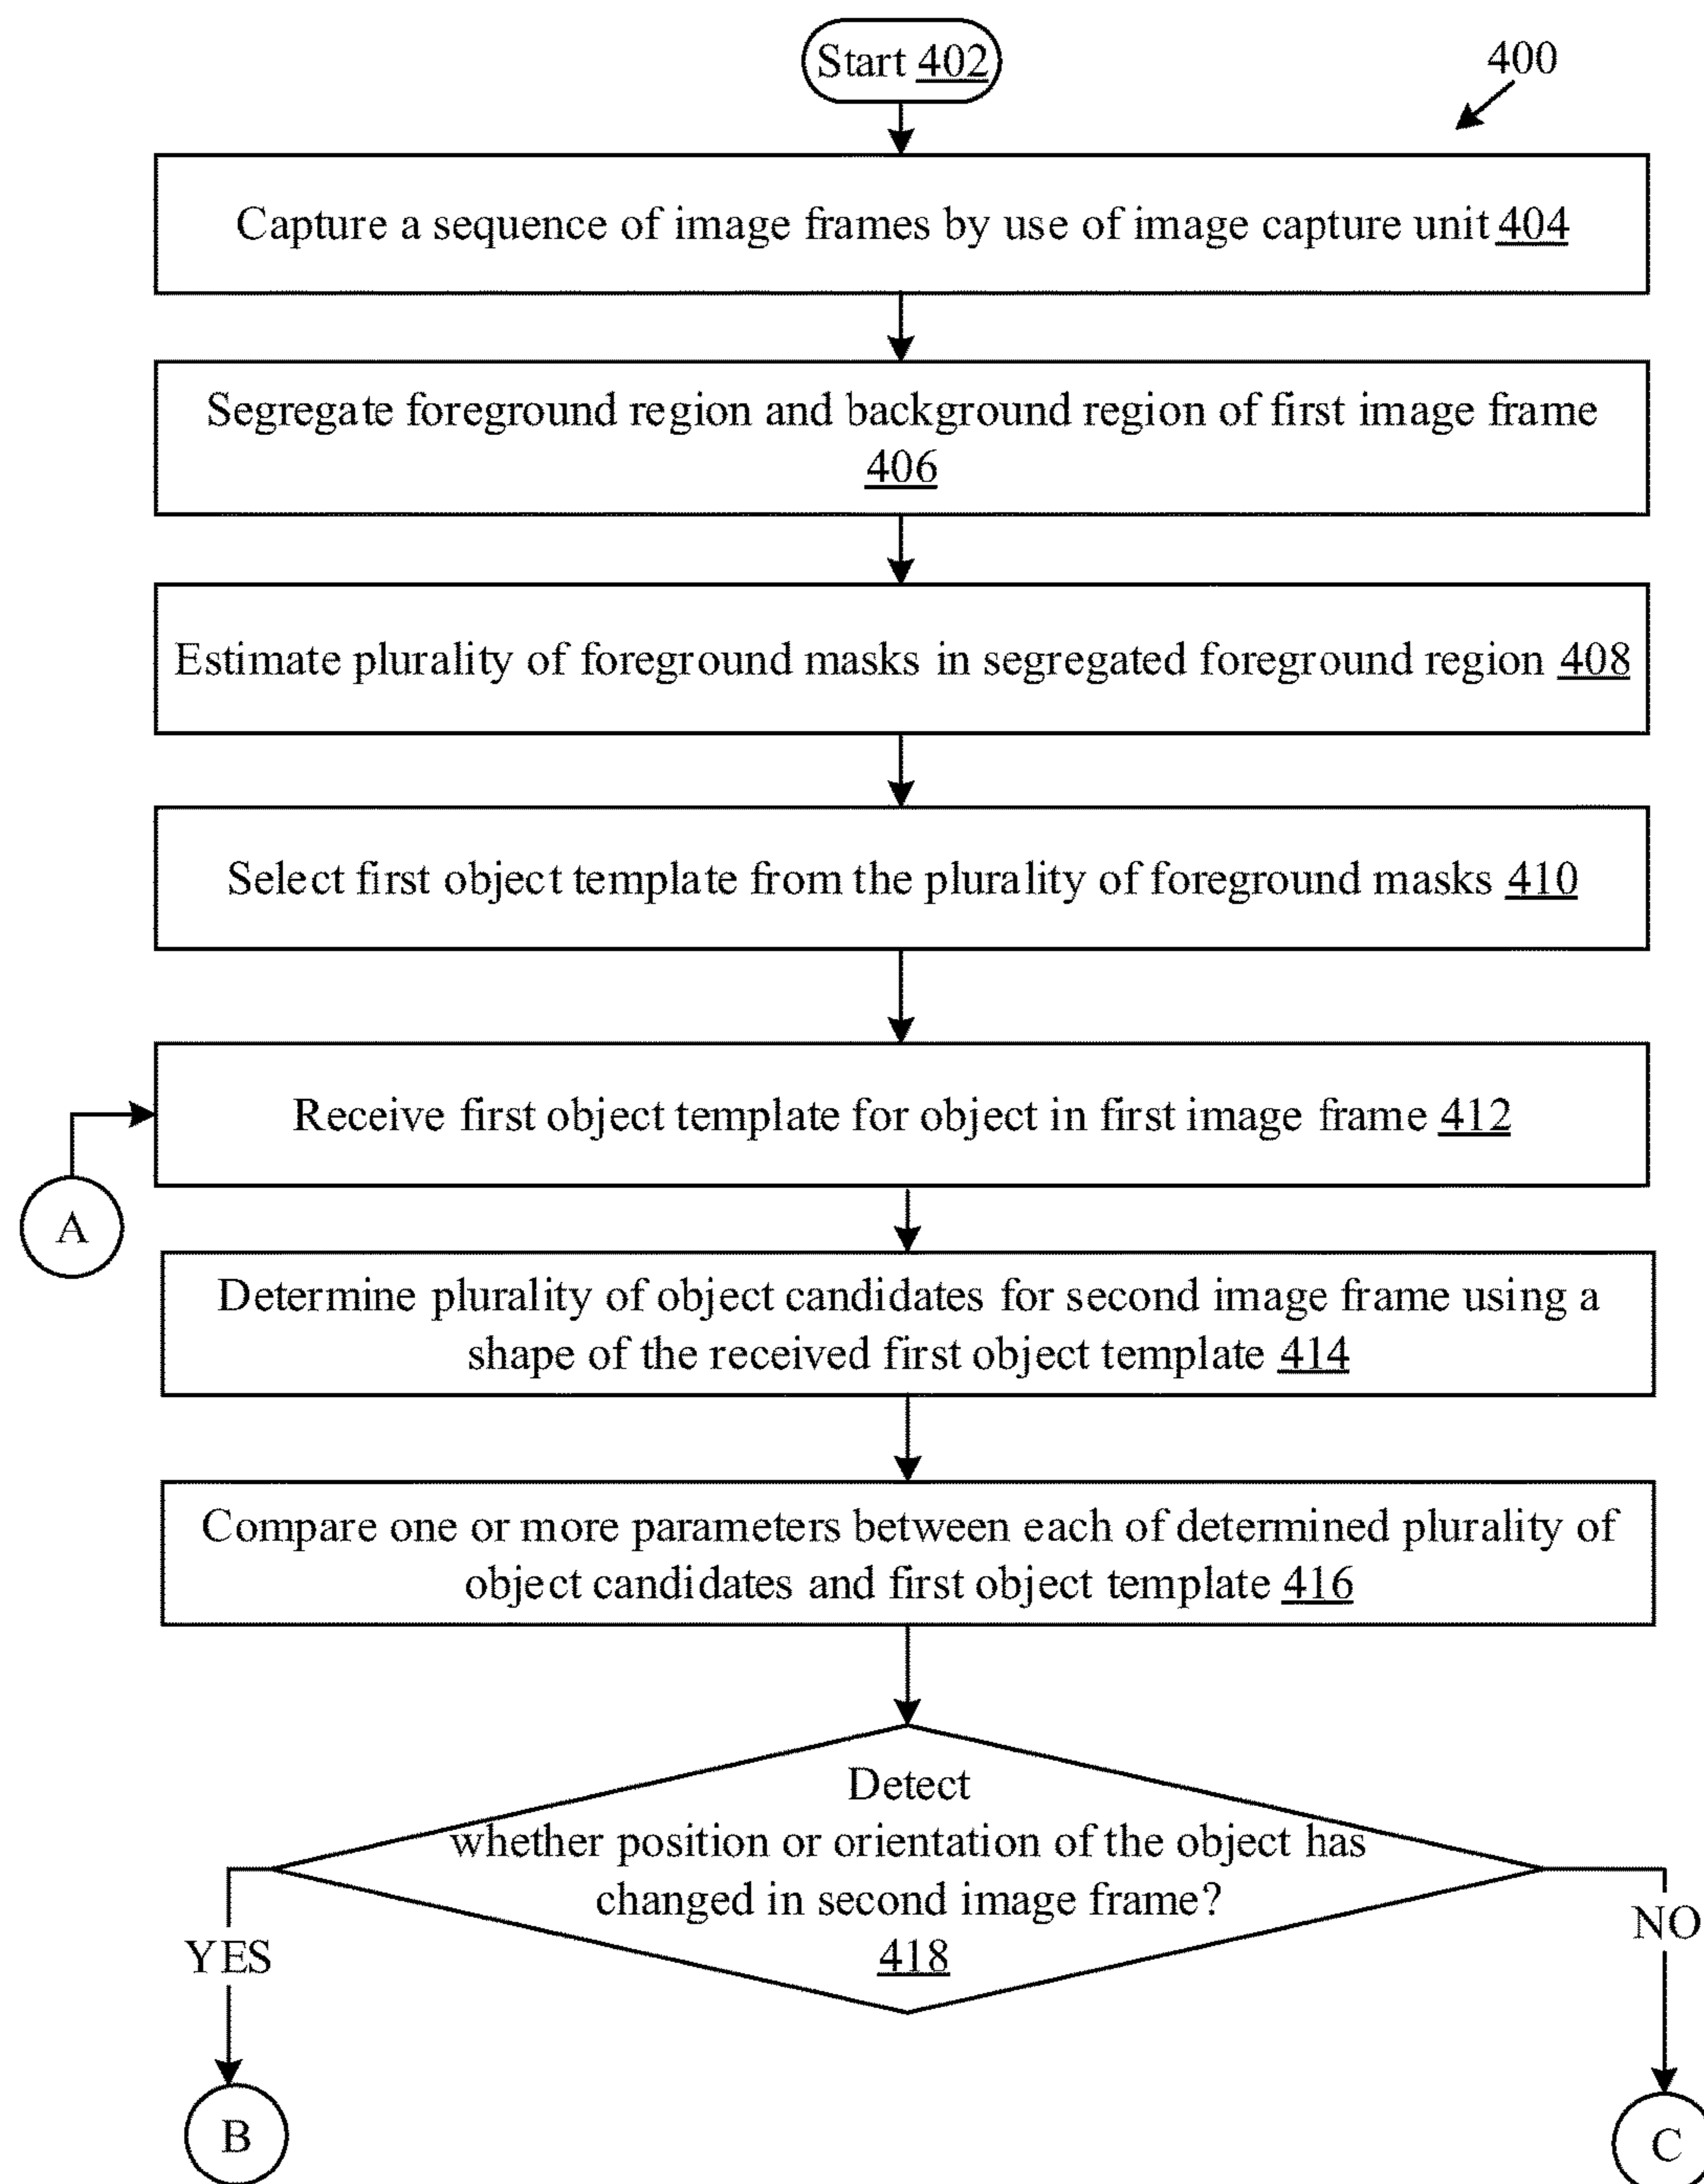 Start 402
400
Capture a sequence of image frames by use of image capture unit 404
Segregate foreground region and background region of first image frame
406
Estimate plurality of foreground masks in segregated foreground region 408
Select first object template from the plurality of foreground masks 410
Receive first object template for object in first image frame 412
A
Determine plurality of object candidates for second image frame using a
shape of the received first object template 414
Compare one or more parameters between each of determined plurality of
object candidates and first object template 416
Detect
whether position or orientation of the object has
changed in second image frame?
418
YES
NO
B
C